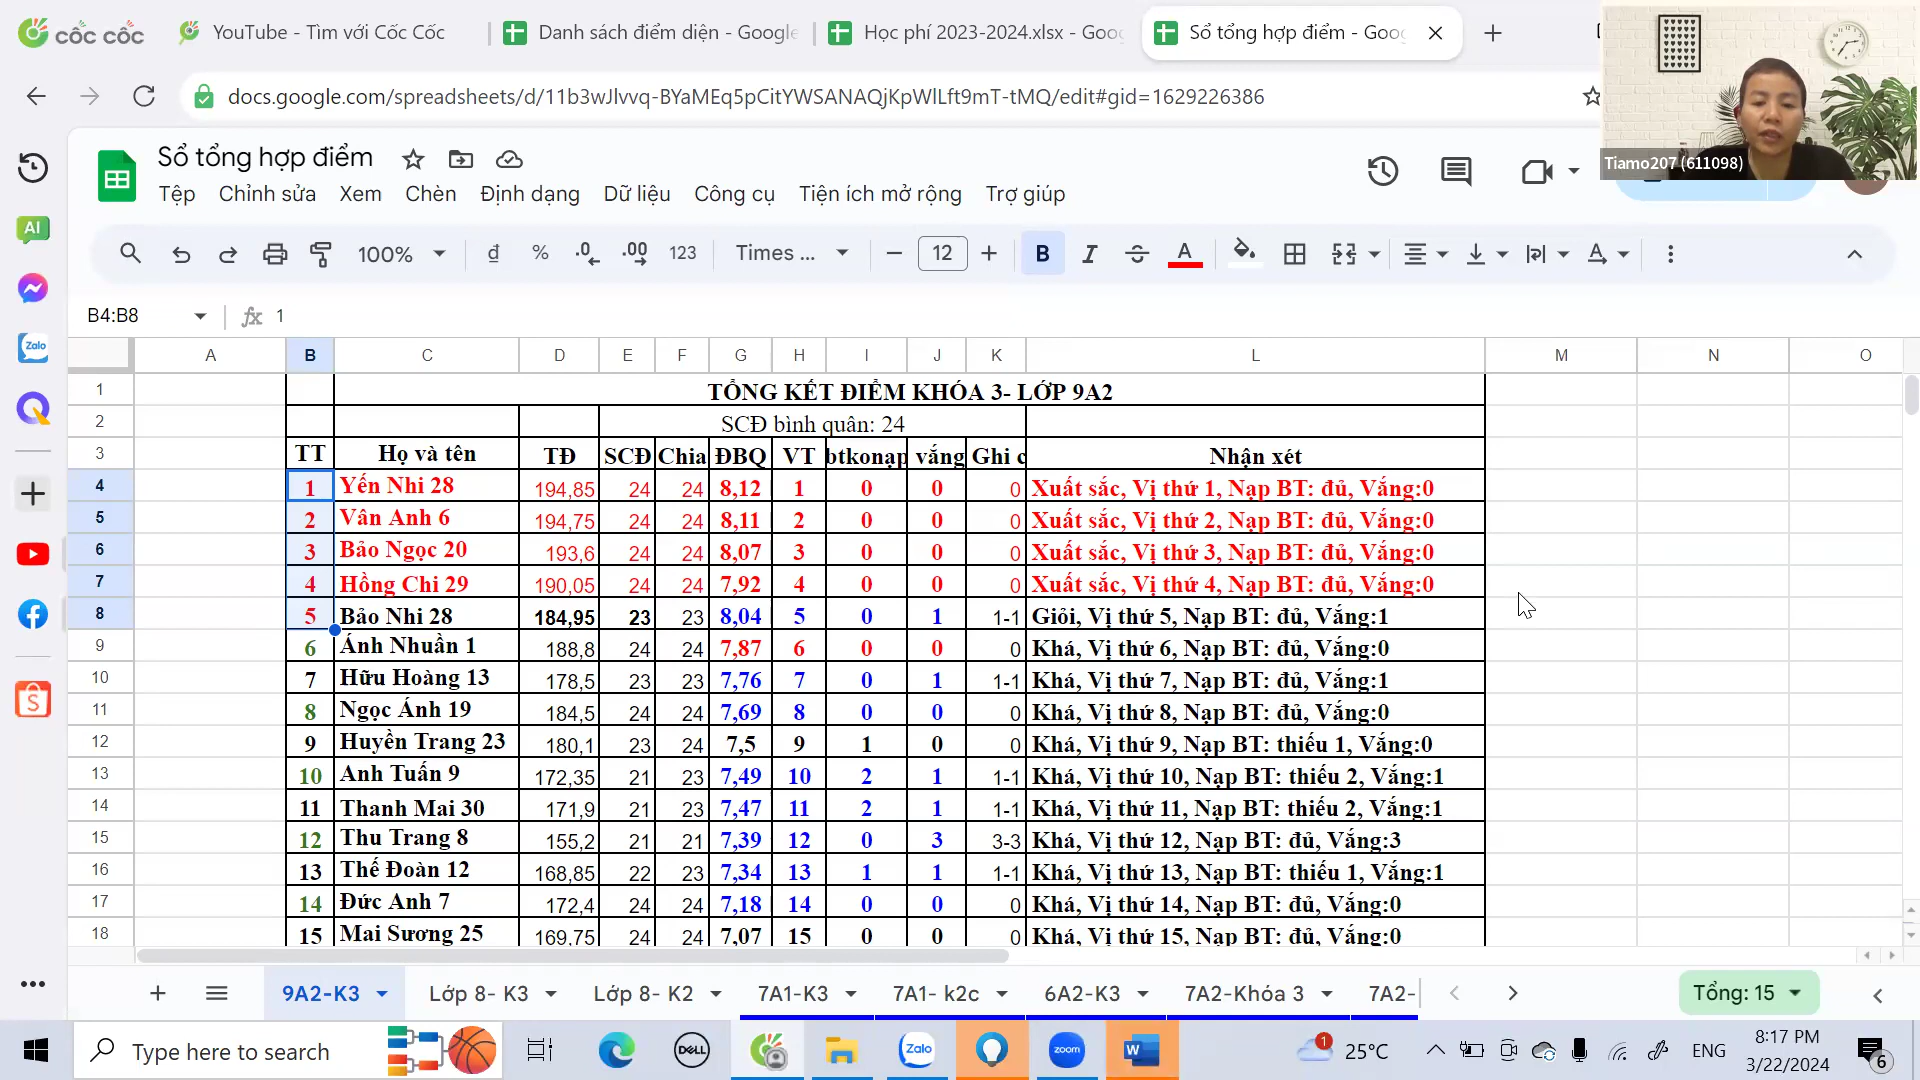 cốc cốc
YouTube - Tìm với Cốc Cốc
Danh sách điểm diện - Google
Học phí 2023-2024.xlsx - Goog
Sổ tổng hợp điểm - Goog
docs.google.com/spreadsheets/d/11b3wJlvvq-BYaMEq5pCitYWSANAQjKpWlLft9mT-tMQ/edit#gid=1629226386
Tiamo207 (611098)
Sổ tổng hợp điểm
Tệp Chỉnh sửa Xem Chèn Định dạng Dữ liệu Công cụ Tiện ích mở rộng Trợ giúp
100% đ % .0 .00 123 Times ... 12 B I A
B4:B8 fx 1
A B C D E F G H I J K L M N O
1 TỔNG KẾT ĐIỂM KHÓA 3- LỚP 9A2
2 SCĐ bình quân: 24
3 TT Họ và tên TĐ SCĐ Chia ĐBQ VT btkonạp vắng Ghi c Nhận xét
4 1 Yến Nhi 28 194,85 24 24 8,12 1 0 0 0 Xuất sắc, Vị thứ 1, Nạp BT: đủ, Vắng:0
5 2 Vân Anh 6 194,75 24 24 8,11 2 0 0 0 Xuất sắc, Vị thứ 2, Nạp BT: đủ, Vắng:0
6 3 Bảo Ngọc 20 193,6 24 24 8,07 3 0 0 0 Xuất sắc, Vị thứ 3, Nạp BT: đủ, Vắng:0
7 4 Hồng Chi 29 190,05 24 24 7,92 4 0 0 0 Xuất sắc, Vị thứ 4, Nạp BT: đủ, Vắng:0
8 5 Bảo Nhi 28 184,95 23 23 8,04 5 0 1 1-1 Giỏi, Vị thứ 5, Nạp BT: đủ, Vắng:1
9 6 Ánh Nhuần 1 188,8 24 24 7,87 6 0 0 0 Khá, Vị thứ 6, Nạp BT: đủ, Vắng:0
10 7 Hữu Hoàng 13 178,5 23 23 7,76 7 0 1 1-1 Khá, Vị thứ 7, Nạp BT: đủ, Vắng:1
11 8 Ngọc Ánh 19 184,5 24 24 7,69 8 0 0 0 Khá, Vị thứ 8, Nạp BT: đủ, Vắng:0
12 9 Huyền Trang 23 180,1 23 24 7,5 9 1 0 0 Khá, Vị thứ 9, Nạp BT: thiếu 1, Vắng:0
13 10 Anh Tuấn 9 172,35 21 23 7,49 10 2 1 1-1 Khá, Vị thứ 10, Nạp BT: thiếu 2, Vắng:1
14 11 Thanh Mai 30 171,9 21 23 7,47 11 2 1 1-1 Khá, Vị thứ 11, Nạp BT: thiếu 2, Vắng:1
15 12 Thu Trang 8 155,2 21 21 7,39 12 0 3 3-3 Khá, Vị thứ 12, Nạp BT: đủ, Vắng:3
16 13 Thế Đoàn 12 168,85 22 23 7,34 13 1 1 1-1 Khá, Vị thứ 13, Nạp BT: thiếu 1, Vắng:1
17 14 Đức Anh 7 172,4 24 24 7,18 14 0 0 0 Khá, Vị thứ 14, Nạp BT: đủ, Vắng:0
18 15 Mai Sương 25 169,75 24 24 7,07 15 0 0 0 Khá, Vị thứ 15, Nạp BT: đủ, Vắng:0
9A2-K3 Lớp 8- K3 Lớp 8- K2 7A1-K3 7A1- k2c 6A2-K3 7A2-Khóa 3 7A2- Tổng: 15
AI
Zalo
Type here to search
DELL
Zalo
zoom
W
1
25°C
ENG
8:17 PM
3/22/2024
6